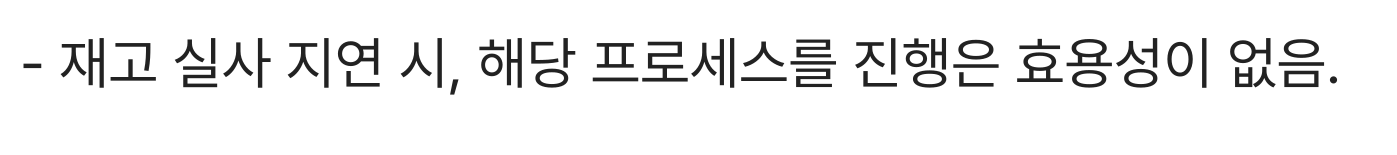 - 재고 실사 지연 시, 해당 프로세스를 진행은 효용성이 없음.